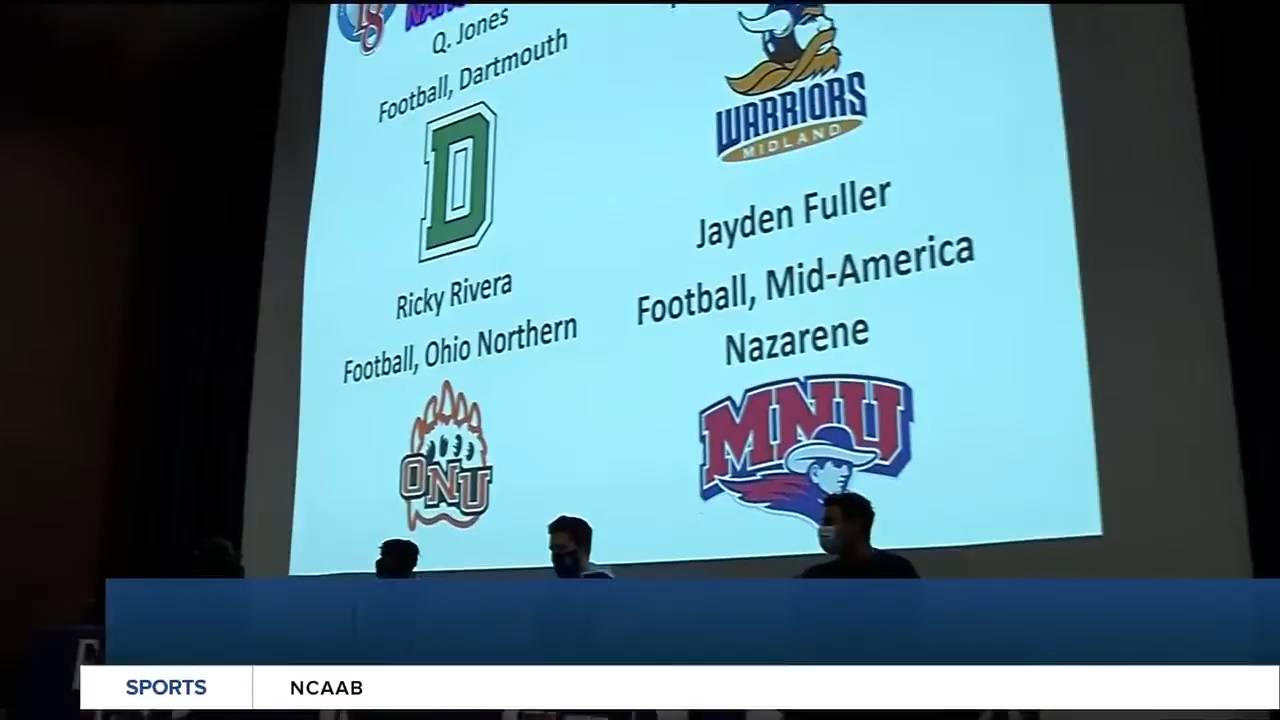 Q. Jones
Football, Dartmouth
D
Ricky Rivera
Football, Ohio Northern
ONU
WARRIORS
MIDLAND
Jayden Fuller
Football, Mid-America
Nazarene
MNU
SPORTS
NCAAB